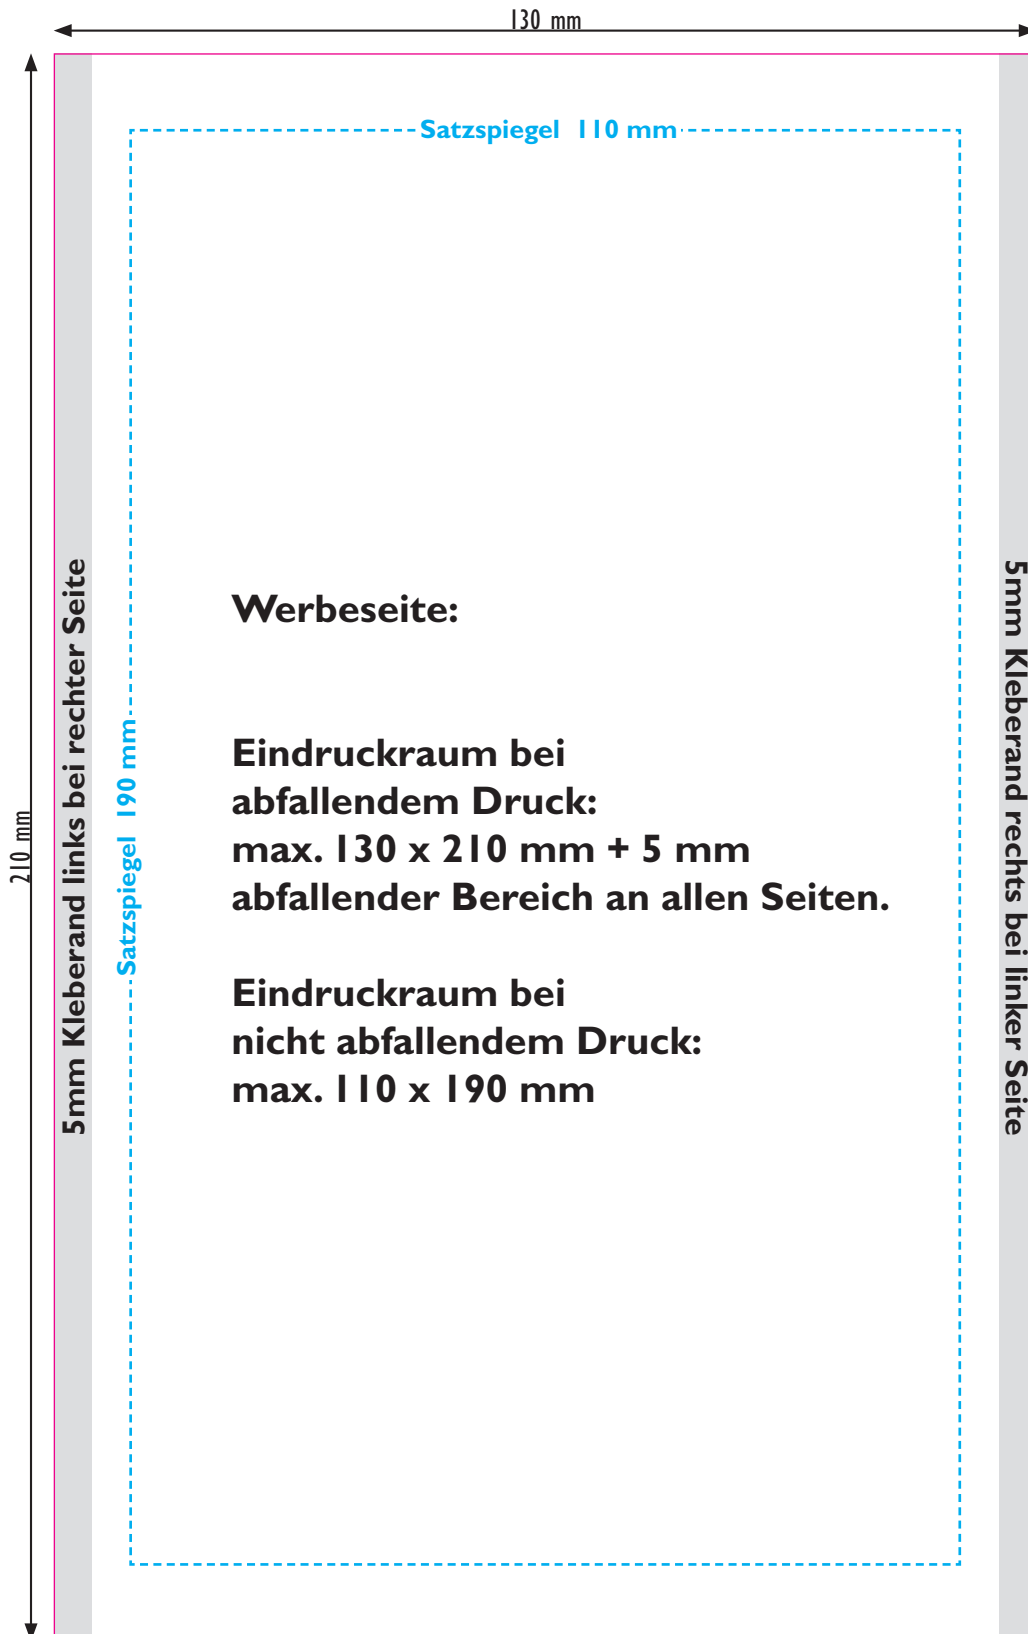 130 mm
Satzspiegel 110 mm
210 mm
5mm Kleberand links bei rechter Seite
Satzspiegel 190 mm
Werbeseite:
Eindruckraum bei
abfallendem Druck:
max. 130 x 210 mm + 5 mm
abfallender Bereich an allen Seiten.
Eindruckraum bei
nicht abfallendem Druck:
max. 110 x 190 mm
5mm Kleberand rechts bei linker Seite